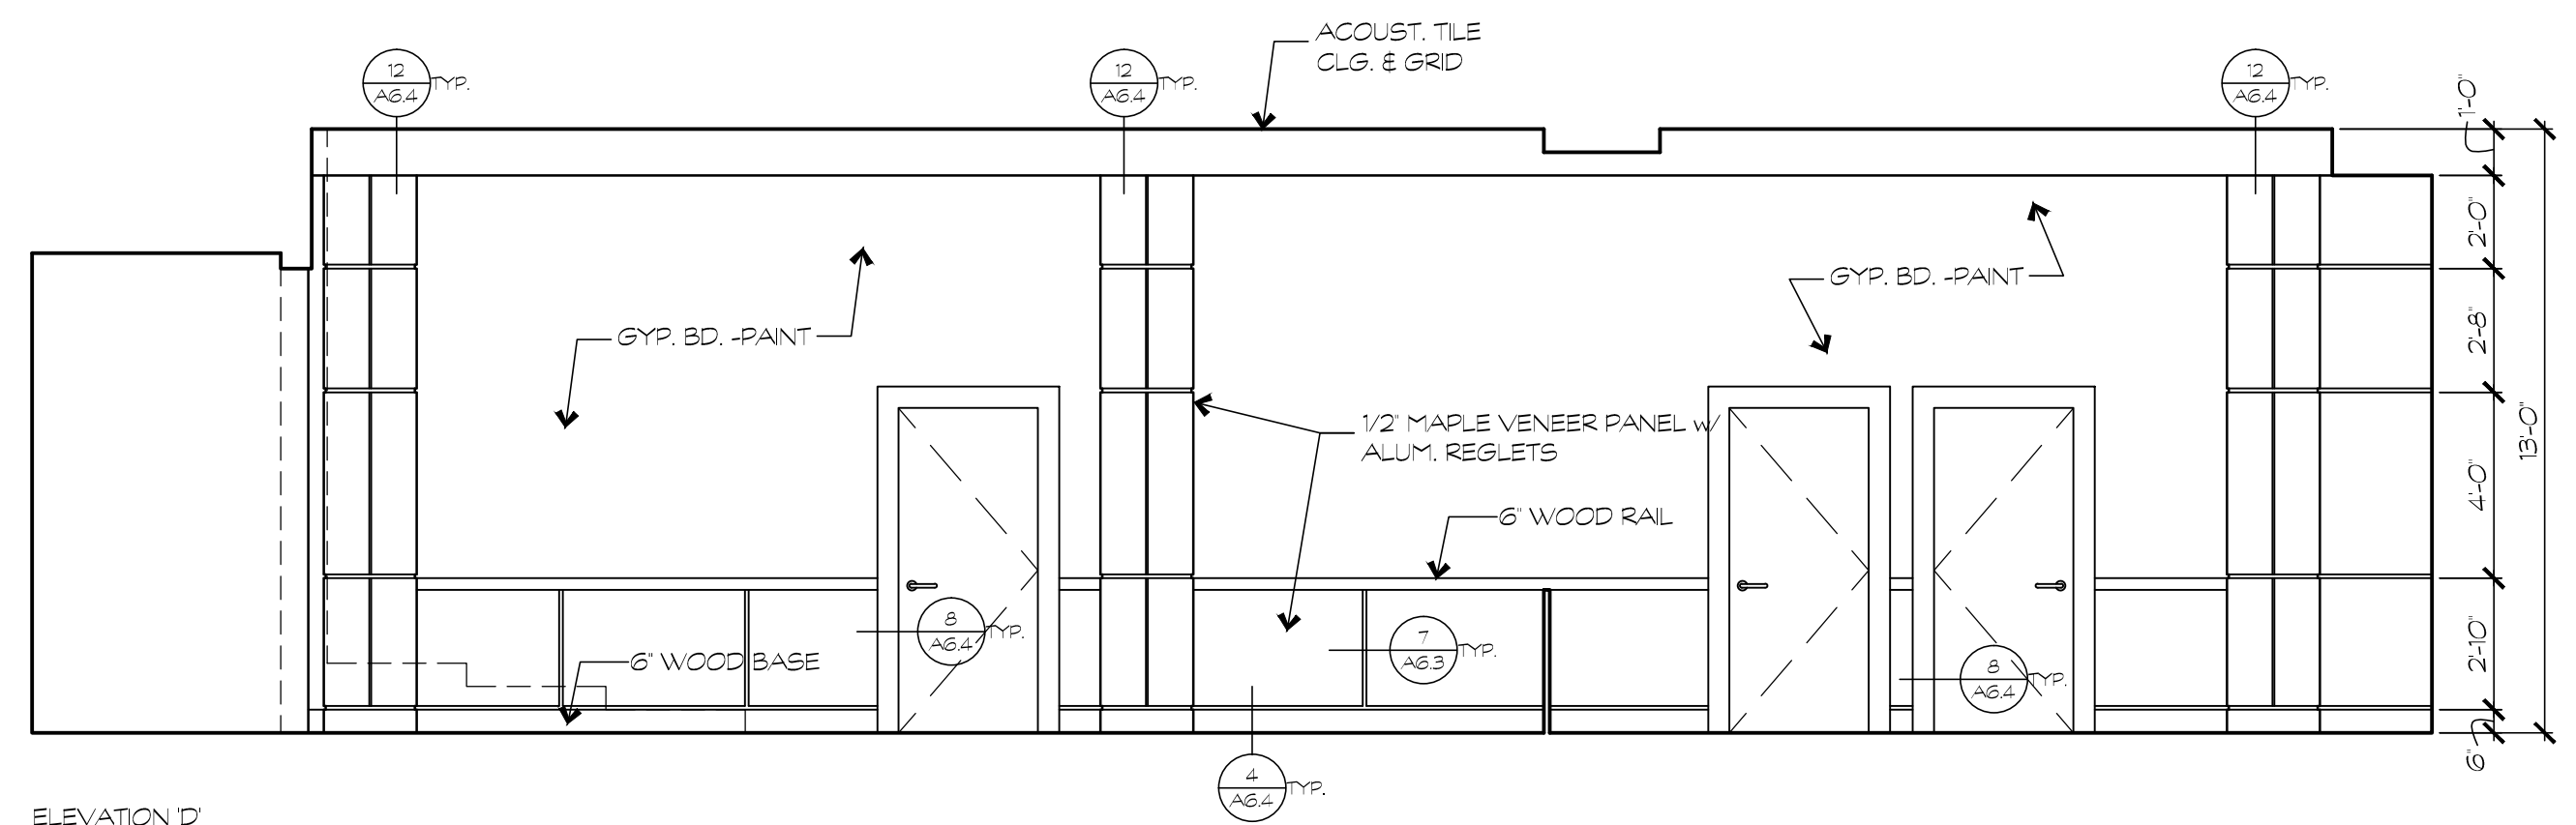 ACOUST. TILE
CLG. & GRID
12
A6.4
TYP.
12
A6.4
TYP.
12
A6.4
TYP.
1'-0"
2'-0"
GYP. BD. -PAINT
GYP. BD. -PAINT
2'-8"
1/2" MAPLE VENEER PANEL w/
ALUM. REGLETS
13'-0"
4'-0"
6" WOOD RAIL
8
A6.4
TYP.
7
A6.3
TYP.
6" WOOD BASE
8
A6.4
TYP.
2'-10"
6"
4
A6.4
TYP.
ELEVATION 'D'